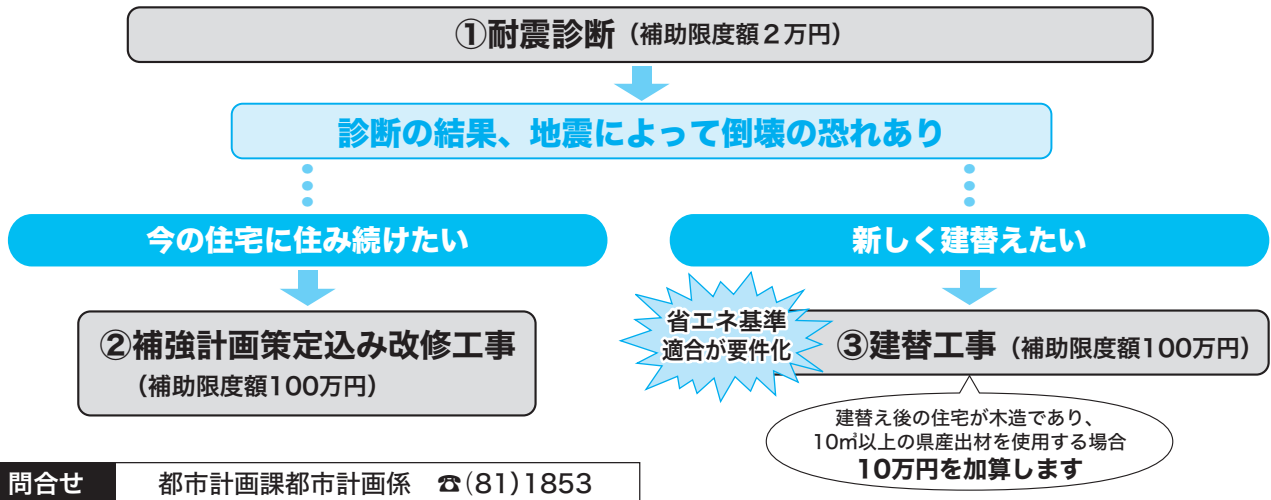 ①耐震診断（補助限度額２万円）
診断の結果、地震によって倒壊の恐れあり
今の住宅に住み続けたい
新しく建替えたい
②補強計画策定込み改修工事
（補助限度額100万円）
省エネ基準
適合が要件化
③建替工事（補助限度額100万円）
建替え後の住宅が木造であり、
10㎥以上の県産出材を使用する場合
10万円を加算します
問合せ 都市計画課都市計画係 ☎(81)1853